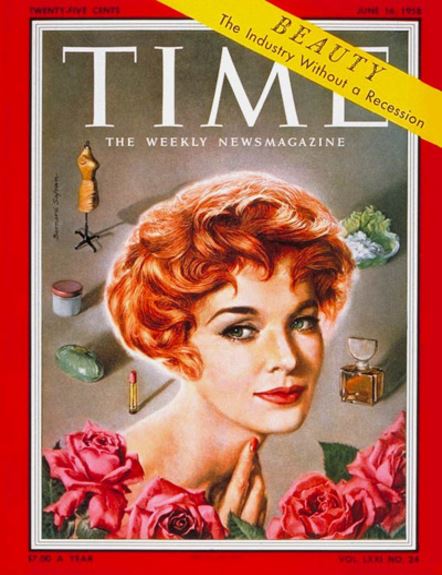 TWENTY-FIVE CENTS
JUNE 16, 1958
BEAUTY
The Industry Without a Recession
TIME
THE WEEKLY NEWSMAGAZINE
$7.00 A YEAR
VOL. LXXI NO. 24